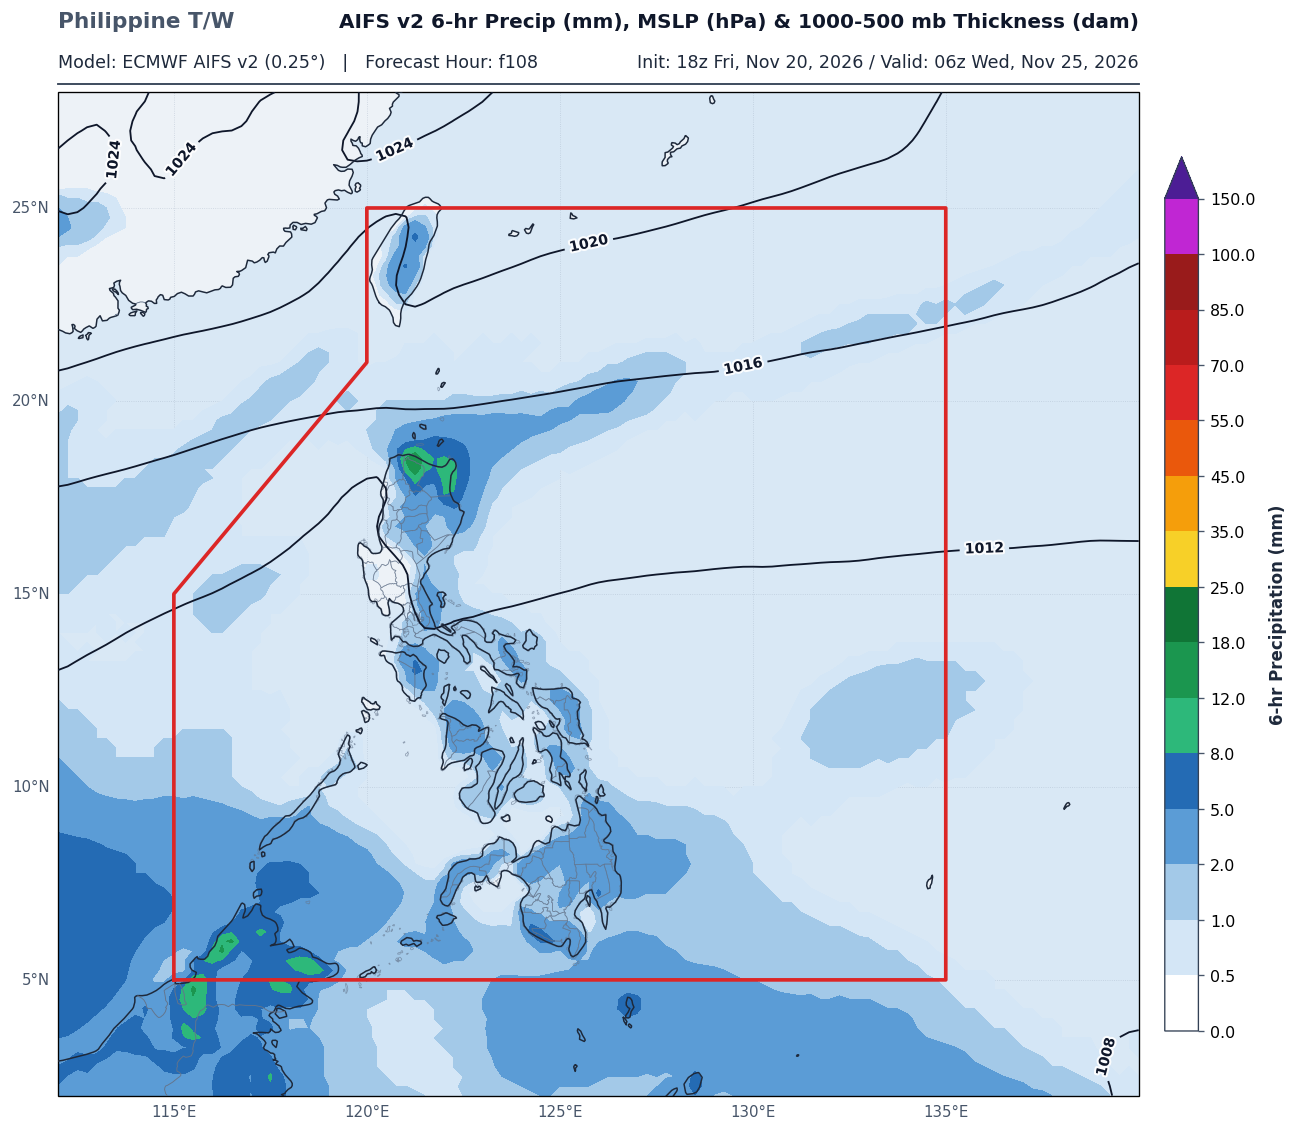 Philippine T/W
AIFS v2 6-hr Precip (mm), MSLP (hPa) & 1000-500 mb Thickness (dam)
Model: ECMWF AIFS v2 (0.25°) | Forecast Hour: f108
Init: 18z Fri, Nov 20, 2026 / Valid: 06z Wed, Nov 25, 2026
1024
1024
1024
1020
1016
1012
1008
25°N
20°N
15°N
10°N
5°N
115°E
120°E
125°E
130°E
135°E
150.0
100.0
85.0
70.0
55.0
45.0
35.0
25.0
18.0
12.0
8.0
5.0
2.0
1.0
0.5
0.0
6-hr Precipitation (mm)